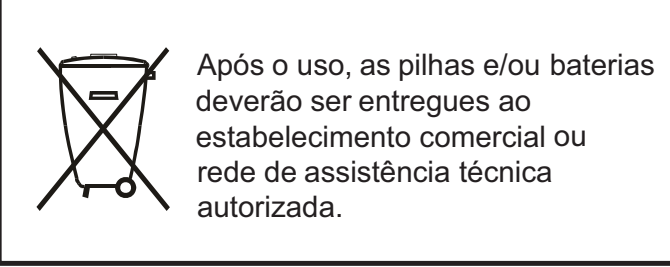 Após o uso, as pilhas e/ou baterias
deverão ser entregues ao
estabelecimento comercial ou
rede de assistência técnica
autorizada.